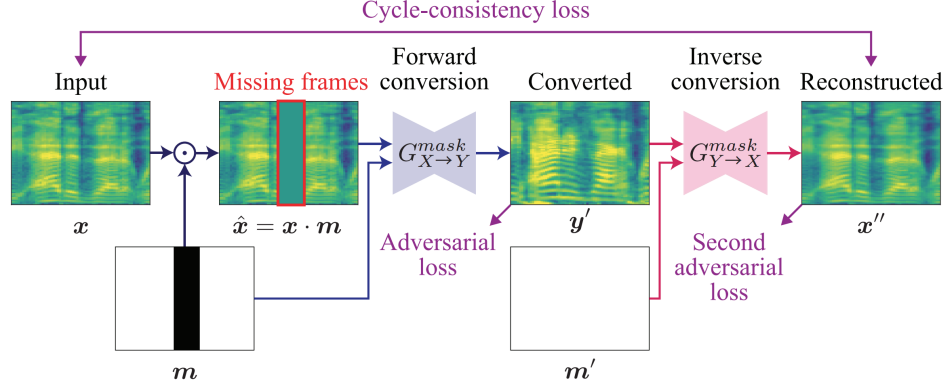 Cycle-consistency loss
Input
Missing frames
Forward
conversion
Converted
Inverse
conversion
Reconstructed
G^{mask}_{X→Y}
G^{mask}_{Y→X}
x
x̂ = x · m
Adversarial
loss
y′
Second
adversarial
loss
x′′
m
m′